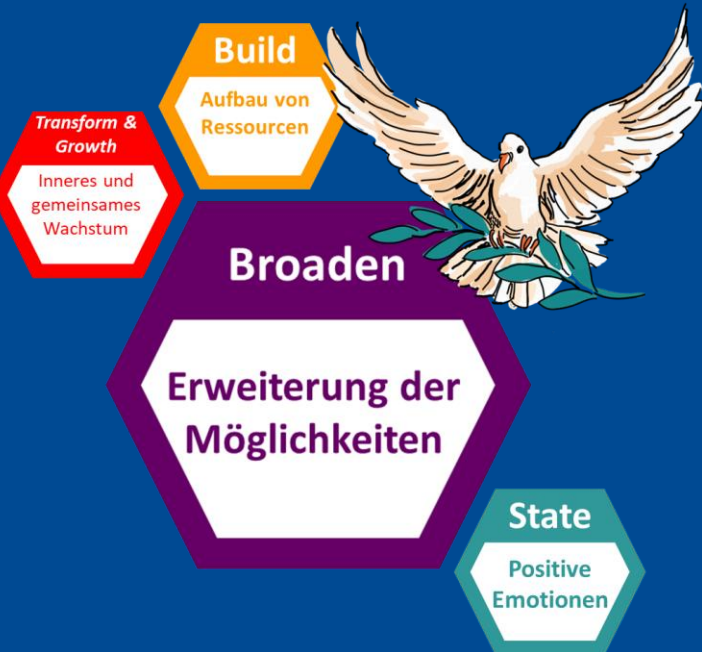 Build
Aufbau von
Ressourcen
Transform &
Growth
Inneres und
gemeinsames
Wachstum
Broaden
Erweiterung der
Möglichkeiten
State
Positive
Emotionen